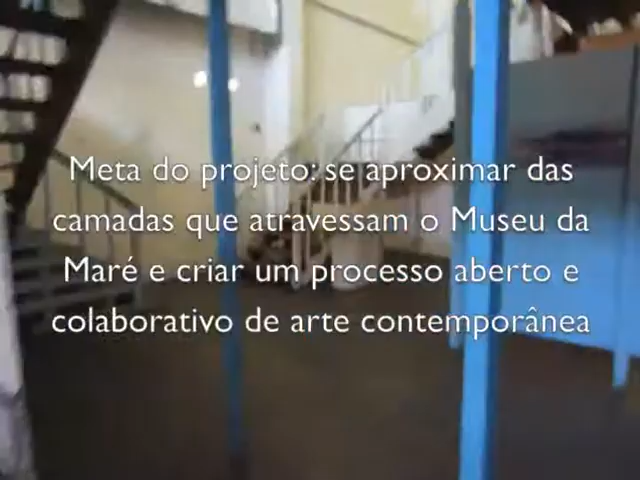 Meta do projeto: se aproximar das
camadas que atravessam o Museu da
Maré e criar um processo aberto e
colaborativo de arte contemporânea